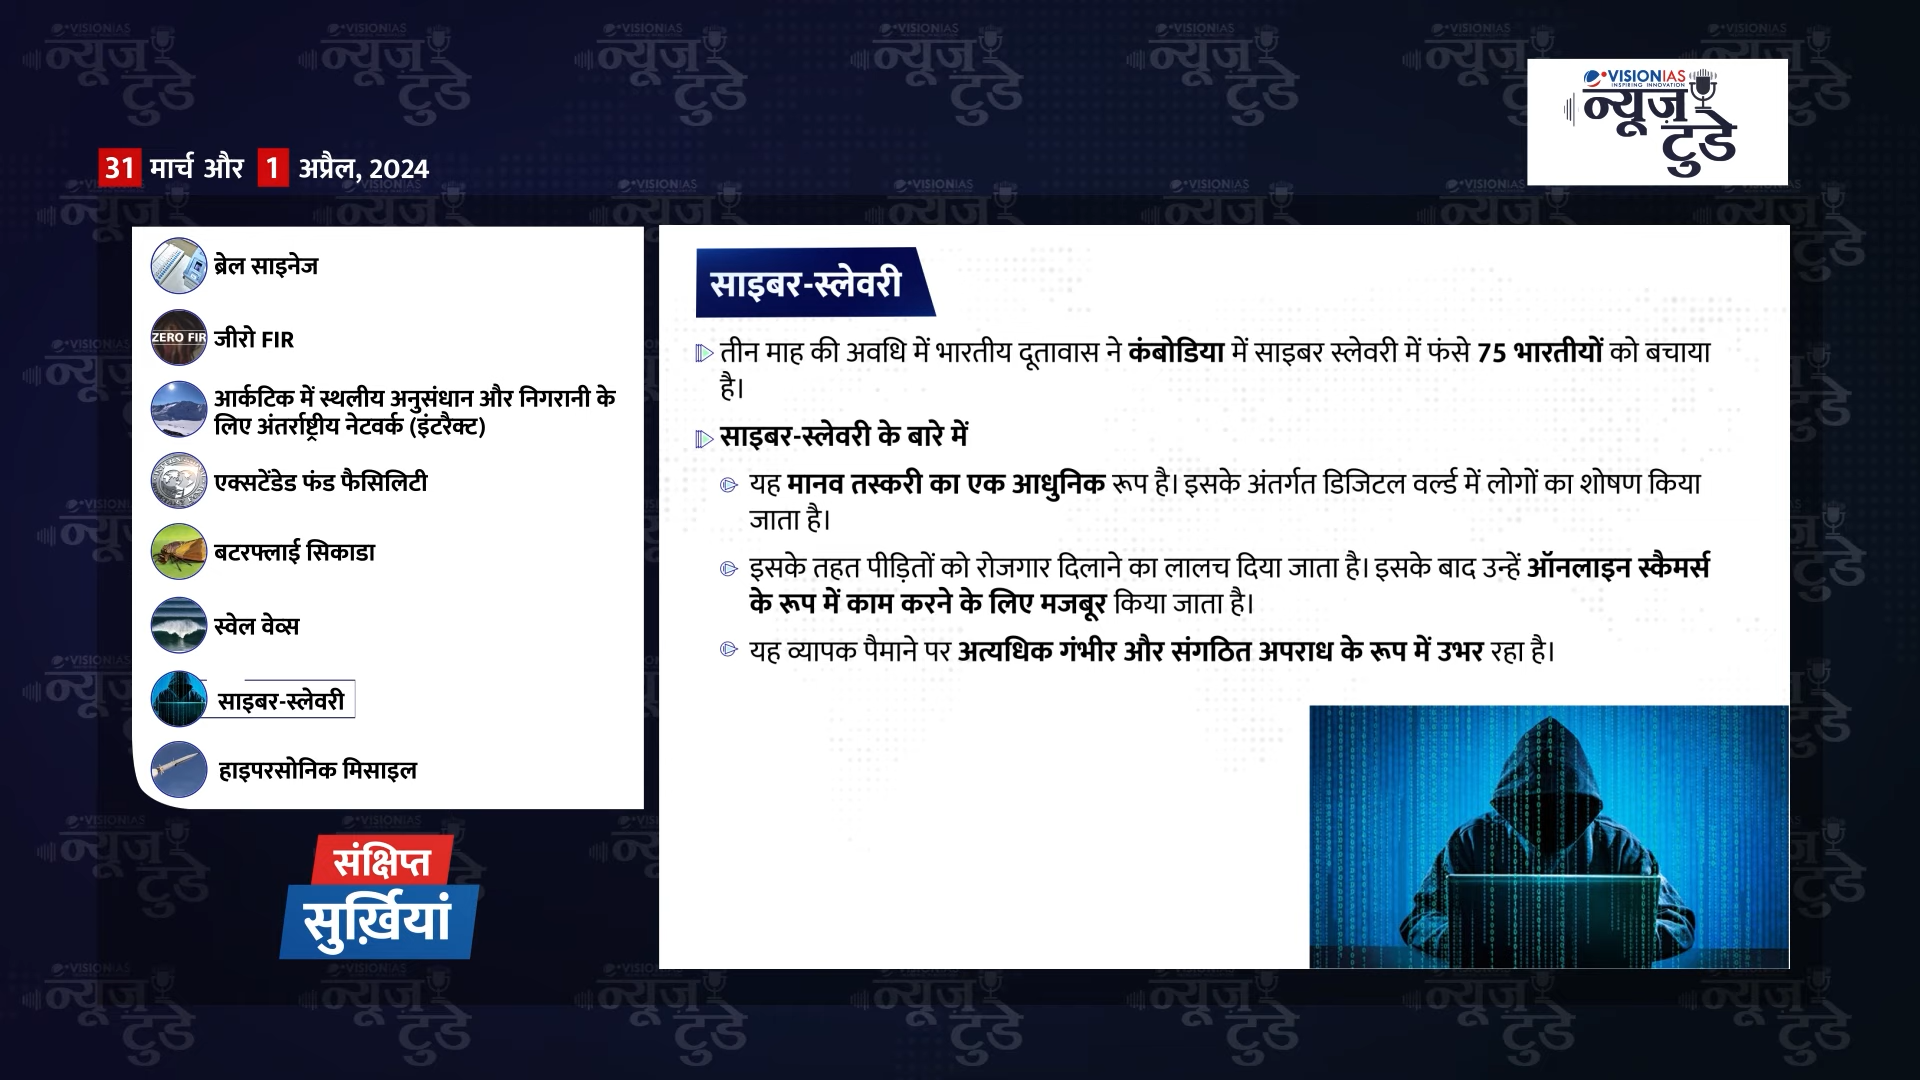 VISIONIAS
INSPIRING INNOVATION
न्यूज़
टुडे
31 मार्च और 1 अप्रैल, 2024
ब्रेल साइनेज
ZERO FIR
जीरो FIR
आर्कटिक में स्थलीय अनुसंधान और निगरानी के
लिए अंतर्राष्ट्रीय नेटवर्क (इंटरैक्ट)
एक्सटेंडेड फंड फैसिलिटी
बटरफ्लाई सिकाडा
स्वेल वेव्स
साइबर-स्लेवरी
हाइपरसोनिक मिसाइल
संक्षिप्त
सुर्ख़ियां
साइबर-स्लेवरी
तीन माह की अवधि में भारतीय दूतावास ने कंबोडिया में साइबर स्लेवरी में फंसे 75 भारतीयों को बचाया
है।
साइबर-स्लेवरी के बारे में
यह मानव तस्करी का एक आधुनिक रूप है। इसके अंतर्गत डिजिटल वर्ल्ड में लोगों का शोषण किया
जाता है।
इसके तहत पीड़ितों को रोजगार दिलाने का लालच दिया जाता है। इसके बाद उन्हें ऑनलाइन स्कैमर्स
के रूप में काम करने के लिए मजबूर किया जाता है।
यह व्यापक पैमाने पर अत्यधिक गंभीर और संगठित अपराध के रूप में उभर रहा है।